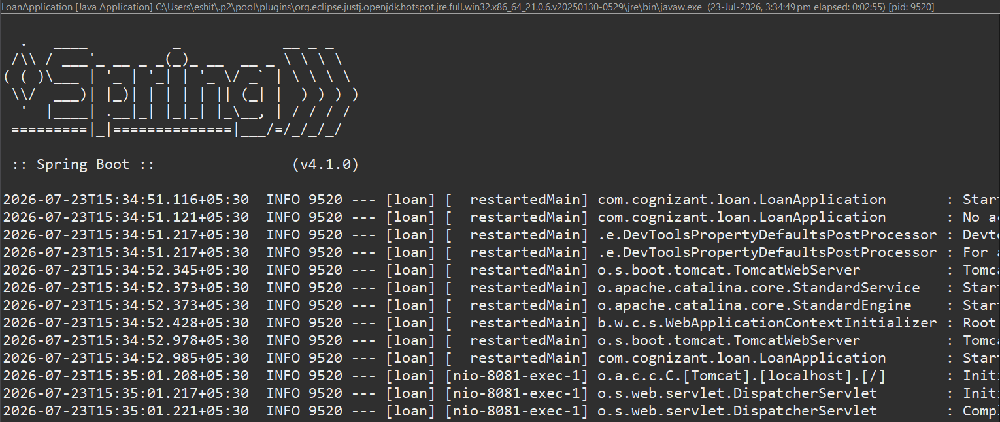 LoanApplication [Java Application] C:\Users\eshit\.p2\pool\plugins\org.eclipse.justj.openjdk.hotspot.jre.full.win32.x86_64_21.0.6.v20250130-0529\jre\bin\javaw.exe  (23-Jul-2026, 3:34:49 pm elapsed: 0:02:55) [pid: 9520]
  .   ____          _            __ _ _
 /\\ / ___'_ __ _ _(_)_ __  __ _ \ \ \ \
( ( )\___ | '_ | '_| | '_ \/ _` | \ \ \ \
 \\/  ___)| |_)| | | | | || (_| |  ) ) ) )
  '  |____| .__|_| |_|_| |_\__, | / / / /
 =========|_|==============|___/=/_/_/_/
 :: Spring Boot ::                (v4.1.0)
2026-07-23T15:34:51.116+05:30  INFO 9520 --- [loan] [  restartedMain] com.cognizant.loan.LoanApplication       : Start
2026-07-23T15:34:51.121+05:30  INFO 9520 --- [loan] [  restartedMain] com.cognizant.loan.LoanApplication       : No ac
2026-07-23T15:34:51.217+05:30  INFO 9520 --- [loan] [  restartedMain] .e.DevToolsPropertyDefaultsPostProcessor : Devto
2026-07-23T15:34:51.217+05:30  INFO 9520 --- [loan] [  restartedMain] .e.DevToolsPropertyDefaultsPostProcessor : For a
2026-07-23T15:34:52.345+05:30  INFO 9520 --- [loan] [  restartedMain] o.s.boot.tomcat.TomcatWebServer          : Tomca
2026-07-23T15:34:52.373+05:30  INFO 9520 --- [loan] [  restartedMain] o.apache.catalina.core.StandardService   : Start
2026-07-23T15:34:52.373+05:30  INFO 9520 --- [loan] [  restartedMain] o.apache.catalina.core.StandardEngine    : Start
2026-07-23T15:34:52.428+05:30  INFO 9520 --- [loan] [  restartedMain] b.w.c.s.WebApplicationContextInitializer : Root
2026-07-23T15:34:52.978+05:30  INFO 9520 --- [loan] [  restartedMain] o.s.boot.tomcat.TomcatWebServer          : Tomca
2026-07-23T15:34:52.985+05:30  INFO 9520 --- [loan] [  restartedMain] com.cognizant.loan.LoanApplication       : Start
2026-07-23T15:35:01.208+05:30  INFO 9520 --- [loan] [nio-8081-exec-1] o.a.c.c.C.[Tomcat].[localhost].[/]       : Initi
2026-07-23T15:35:01.217+05:30  INFO 9520 --- [loan] [nio-8081-exec-1] o.s.web.servlet.DispatcherServlet        : Initi
2026-07-23T15:35:01.221+05:30  INFO 9520 --- [loan] [nio-8081-exec-1] o.s.web.servlet.DispatcherServlet        : Compl